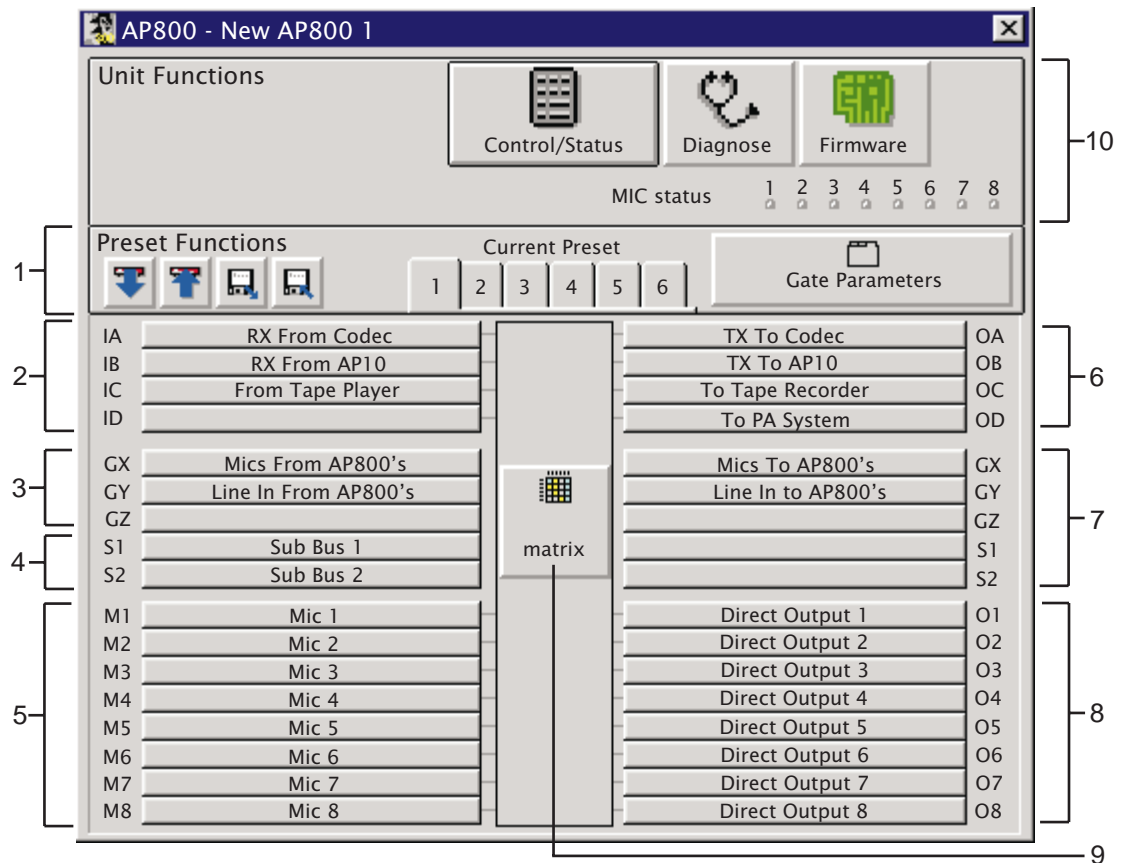 AP800 - New AP800 1
Unit Functions
Control/Status
Diagnose
Firmware
10
MIC status 1 2 3 4 5 6 7 8
1
Preset Functions
Current Preset
1 2 3 4 5 6
Gate Parameters
2
IA RX From Codec TX To Codec OA
IB RX From AP10 TX To AP10 OB
6
IC From Tape Player To Tape Recorder OC
ID To PA System OD
3
GX Mics From AP800's Mics To AP800's GX
GY Line In From AP800's Line In to AP800's GY
GZ GZ
7
4
S1 Sub Bus 1 matrix S1
S2 Sub Bus 2 S2
M1 Mic 1 Direct Output 1 O1
M2 Mic 2 Direct Output 2 O2
M3 Mic 3 Direct Output 3 O3
M4 Mic 4 Direct Output 4 O4
5
8
M5 Mic 5 Direct Output 5 O5
M6 Mic 6 Direct Output 6 O6
M7 Mic 7 Direct Output 7 O7
M8 Mic 8 Direct Output 8 O8
9